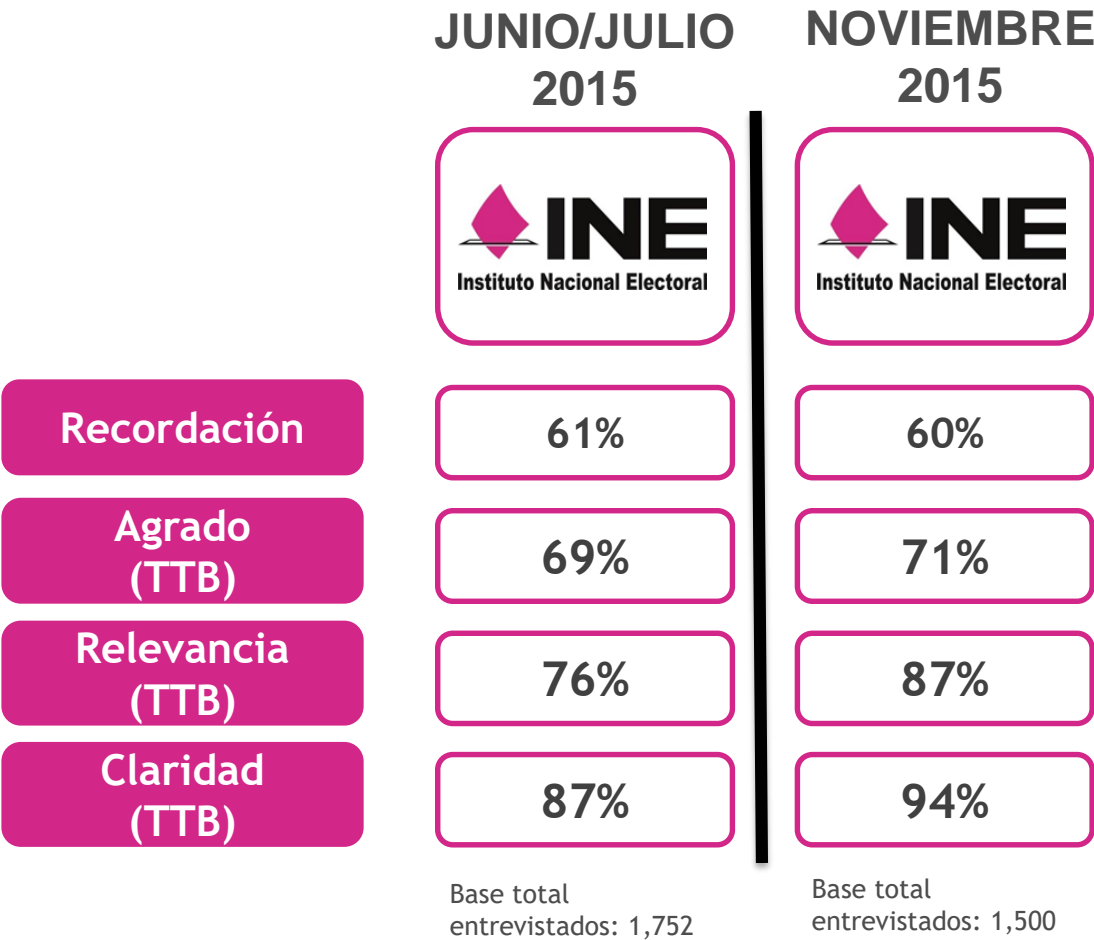 JUNIO/JULIO
2015
NOVIEMBRE
2015
INE
Instituto Nacional Electoral
INE
Instituto Nacional Electoral
Recordación
61%
60%
Agrado
(TTB)
69%
71%
Relevancia
(TTB)
76%
87%
Claridad
(TTB)
87%
94%
Base total
entrevistados: 1,752
Base total
entrevistados: 1,500